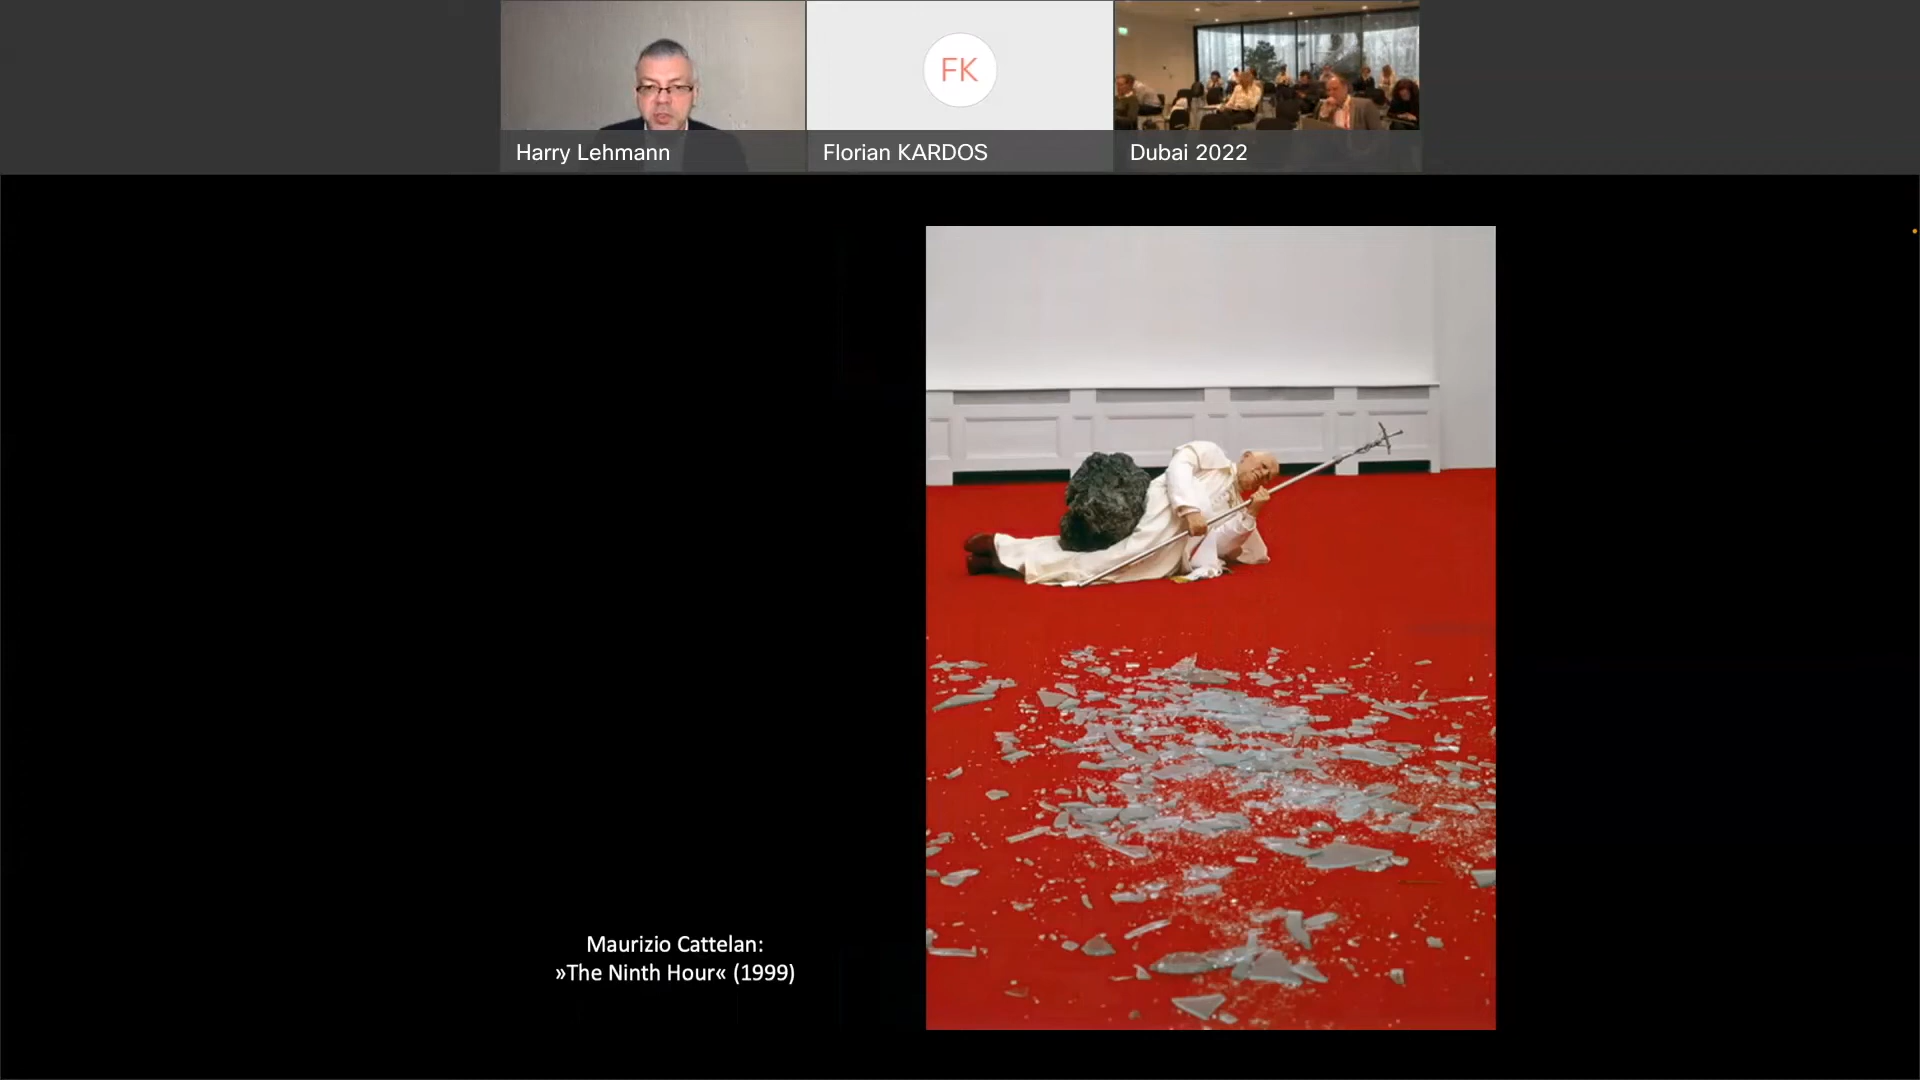 FK
Harry Lehmann
Florian KARDOS
Dubai 2022
Maurizio Cattelan:
»The Ninth Hour« (1999)